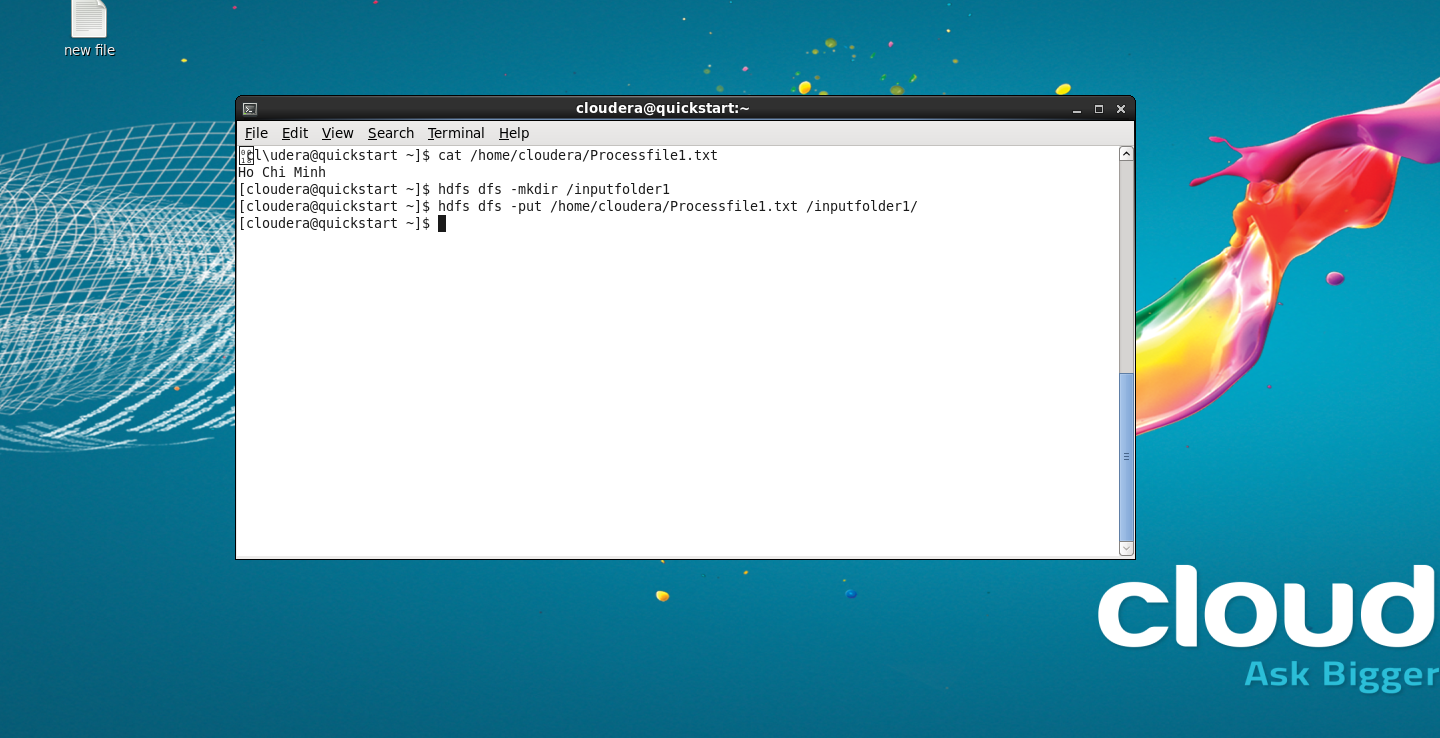 new file
cloudera@quickstart:~
File Edit View Search Terminal Help
l\udera@quickstart ~]$ cat /home/cloudera/Processfile1.txt
Ho Chi Minh
[cloudera@quickstart ~]$ hdfs dfs -mkdir /inputfolder1
[cloudera@quickstart ~]$ hdfs dfs -put /home/cloudera/Processfile1.txt /inputfolder1/
[cloudera@quickstart ~]$
cloud
Ask Bigger